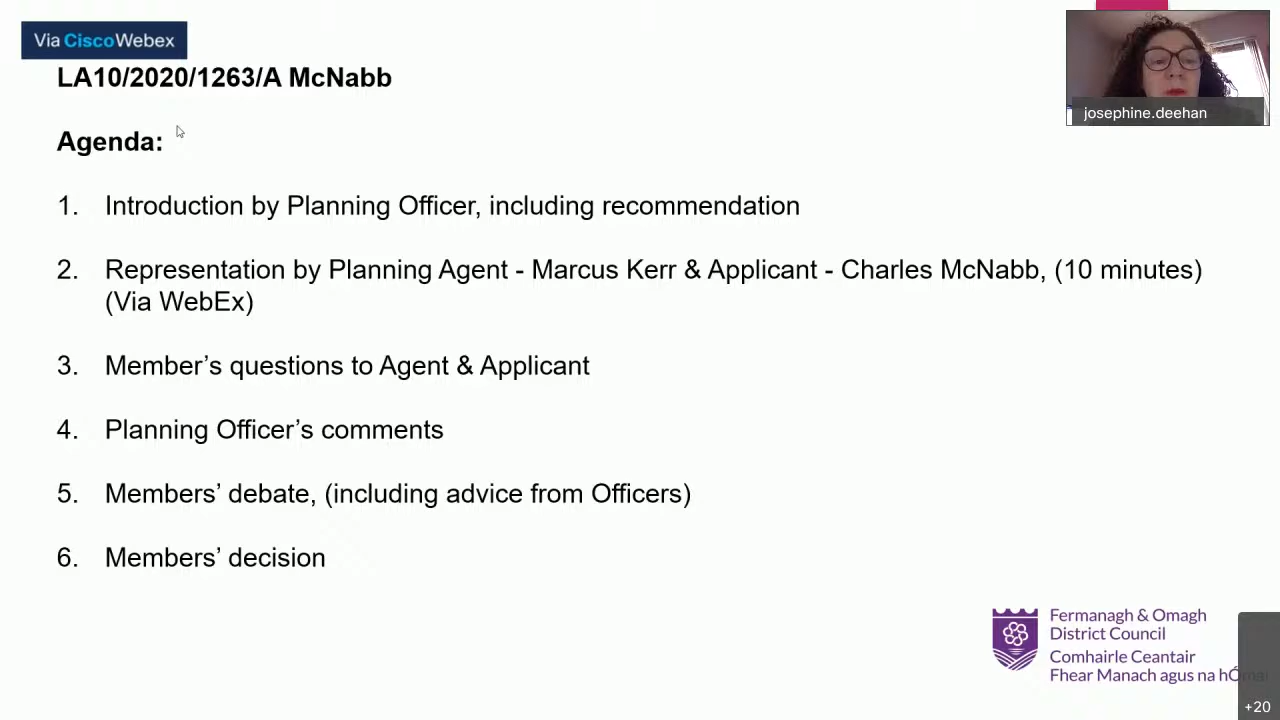 Via CiscoWebex
LA10/2020/1263/A McNabb
josephine.deehan
Agenda:
1. Introduction by Planning Officer, including recommendation
2. Representation by Planning Agent - Marcus Kerr & Applicant - Charles McNabb, (10 minutes)
(Via WebEx)
3. Member’s questions to Agent & Applicant
4. Planning Officer’s comments
5. Members’ debate, (including advice from Officers)
6. Members’ decision
Fermanagh & Omagh
District Council
Comhairle Ceantair
Fhear Manach agus na hÓmaí
+20